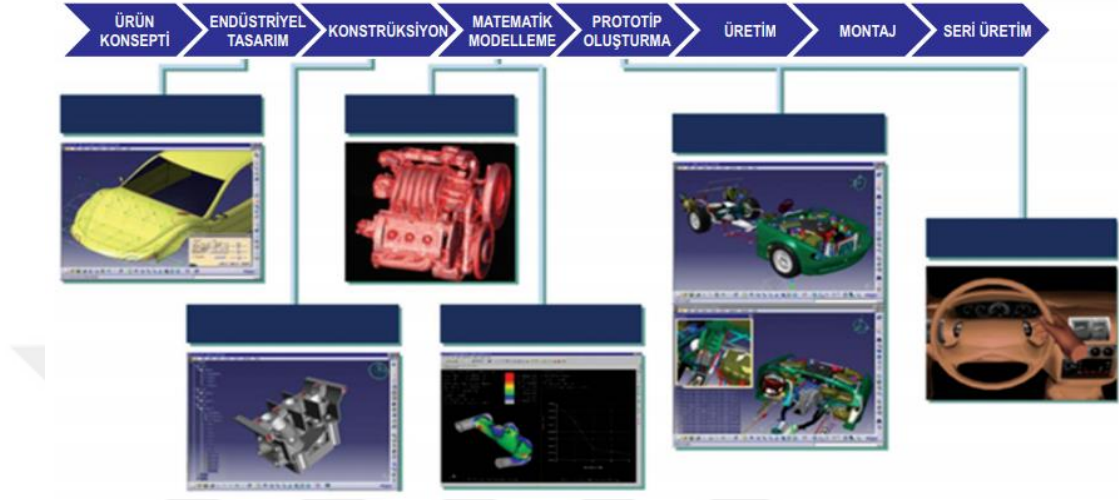 ÜRÜN
KONSEPTİ
ENDÜSTRİYEL
TASARIM
KONSTRÜKSİYON
MATEMATİK
MODELLEME
PROTOTİP
OLUŞTURMA
ÜRETİM
MONTAJ
SERİ ÜRETİM